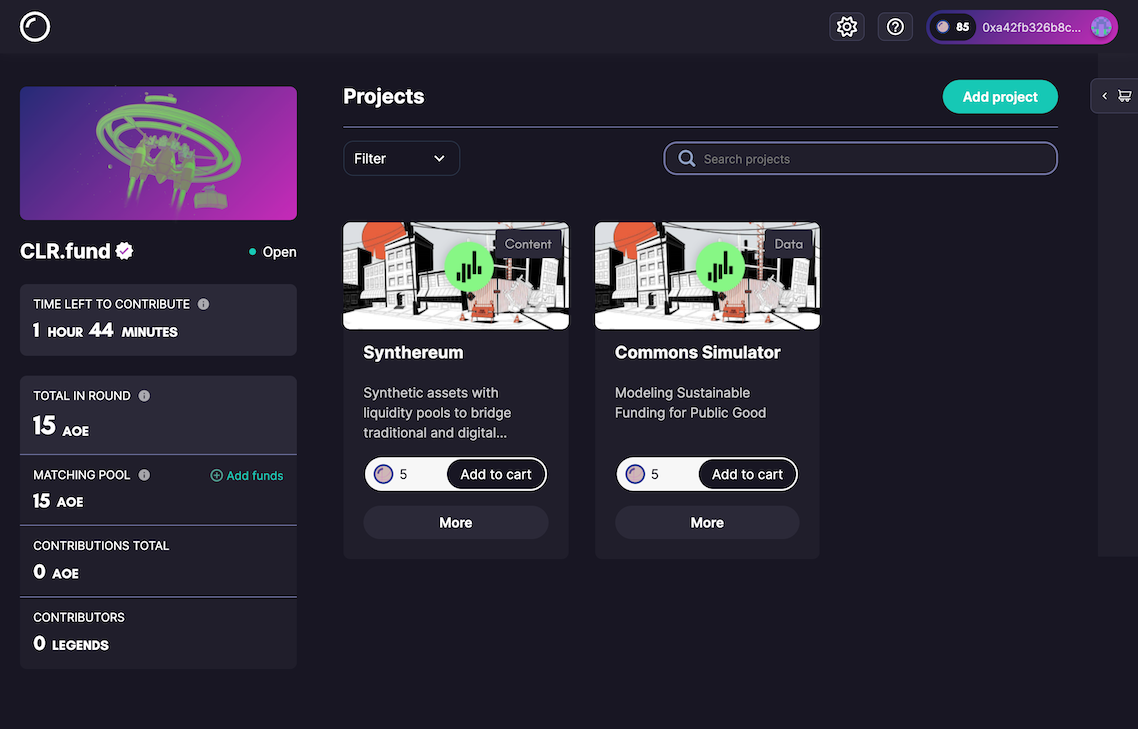 85 0xa42fb326b8c...
CLR.fund
Open
TIME LEFT TO CONTRIBUTE
1 HOUR 44 MINUTES
TOTAL IN ROUND
15 AOE
MATCHING POOL
Add funds
15 AOE
CONTRIBUTIONS TOTAL
0 AOE
CONTRIBUTORS
0 LEGENDS
Projects
Add project
Filter
Search projects
Content
Synthereum
Synthetic assets with
liquidity pools to bridge
traditional and digital...
5 Add to cart
More
Data
Commons Simulator
Modeling Sustainable
Funding for Public Good
5 Add to cart
More